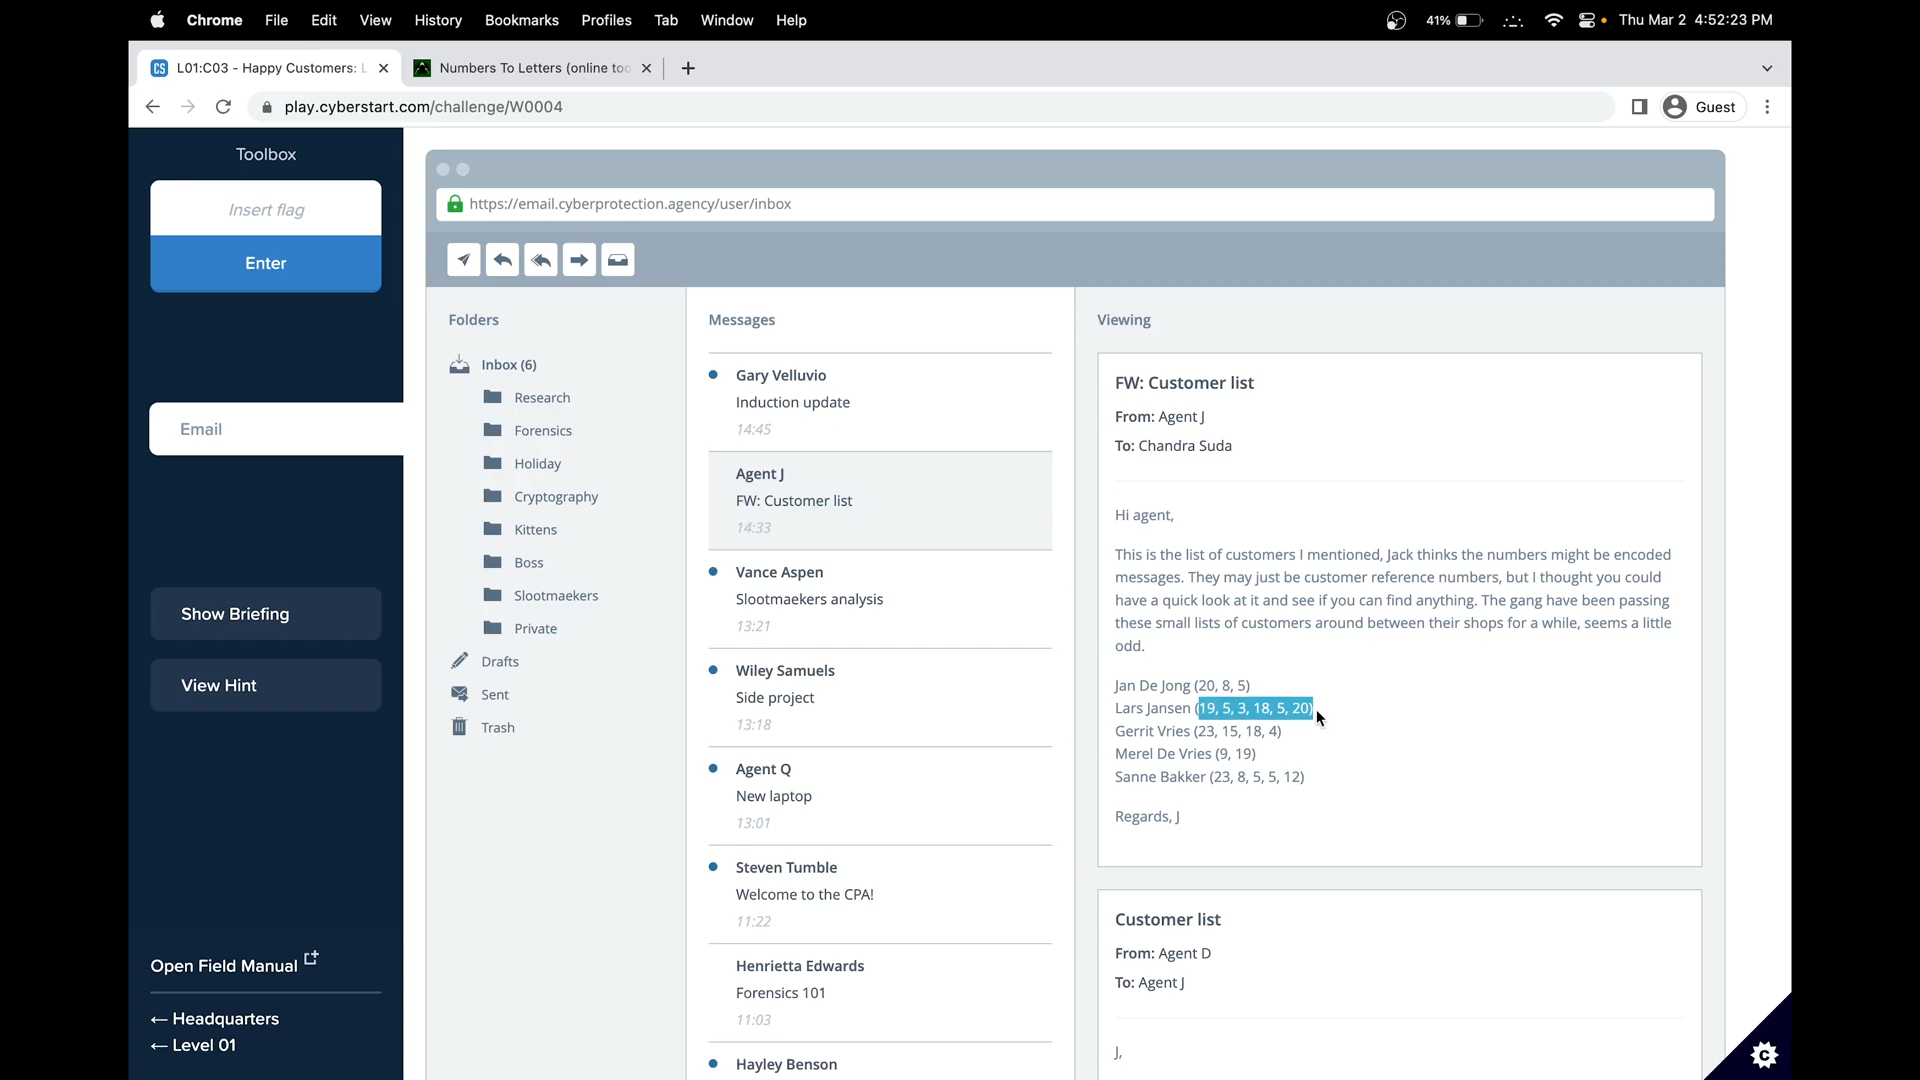 Chrome File Edit View History Bookmarks Profiles Tab Window Help 41% Thu Mar 2 4:52:23 PM
CS L01:C03 - Happy Customers: L Numbers To Letters (online too
play.cyberstart.com/challenge/W0004 Guest
Toolbox
Insert flag
Enter
Email
Show Briefing
View Hint
Open Field Manual
← Headquarters
← Level 01
https://email.cyberprotection.agency/user/inbox
Folders
Inbox (6)
Research
Forensics
Holiday
Cryptography
Kittens
Boss
Slootmaekers
Private
Drafts
Sent
Trash
Messages
Gary Velluvio
Induction update
14:45
Agent J
FW: Customer list
14:33
Vance Aspen
Slootmaekers analysis
13:21
Wiley Samuels
Side project
13:18
Agent Q
New laptop
13:01
Steven Tumble
Welcome to the CPA!
11:22
Henrietta Edwards
Forensics 101
11:03
Hayley Benson
Viewing
FW: Customer list
From: Agent J
To: Chandra Suda
Hi agent,
This is the list of customers I mentioned, Jack thinks the numbers might be encoded
messages. They may just be customer reference numbers, but I thought you could
have a quick look at it and see if you can find anything. The gang have been passing
these small lists of customers around between their shops for a while, seems a little
odd.
Jan De Jong (20, 8, 5)
Lars Jansen (19, 5, 3, 18, 5, 20)
Gerrit Vries (23, 15, 18, 4)
Merel De Vries (9, 19)
Sanne Bakker (23, 8, 5, 5, 12)
Regards, J
Customer list
From: Agent D
To: Agent J
J,
C